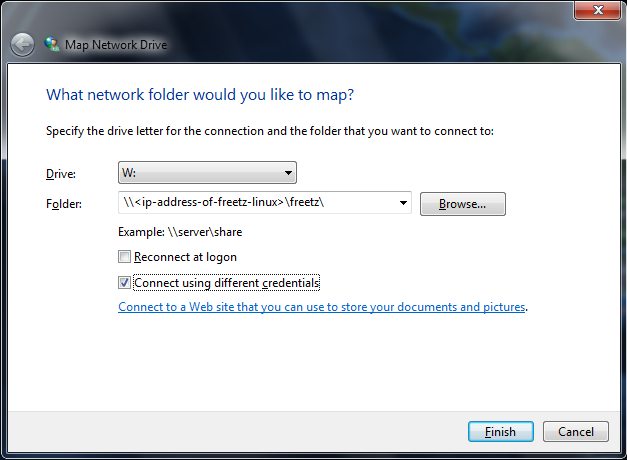 Map Network Drive
What network folder would you like to map?
Specify the drive letter for the connection and the folder that you want to connect to:
Drive: W:
Folder: \\<ip-address-of-freetz-linux>\freetz\ Browse...
Example: \\server\share
Reconnect at logon
Connect using different credentials
Connect to a Web site that you can use to store your documents and pictures.
Finish Cancel